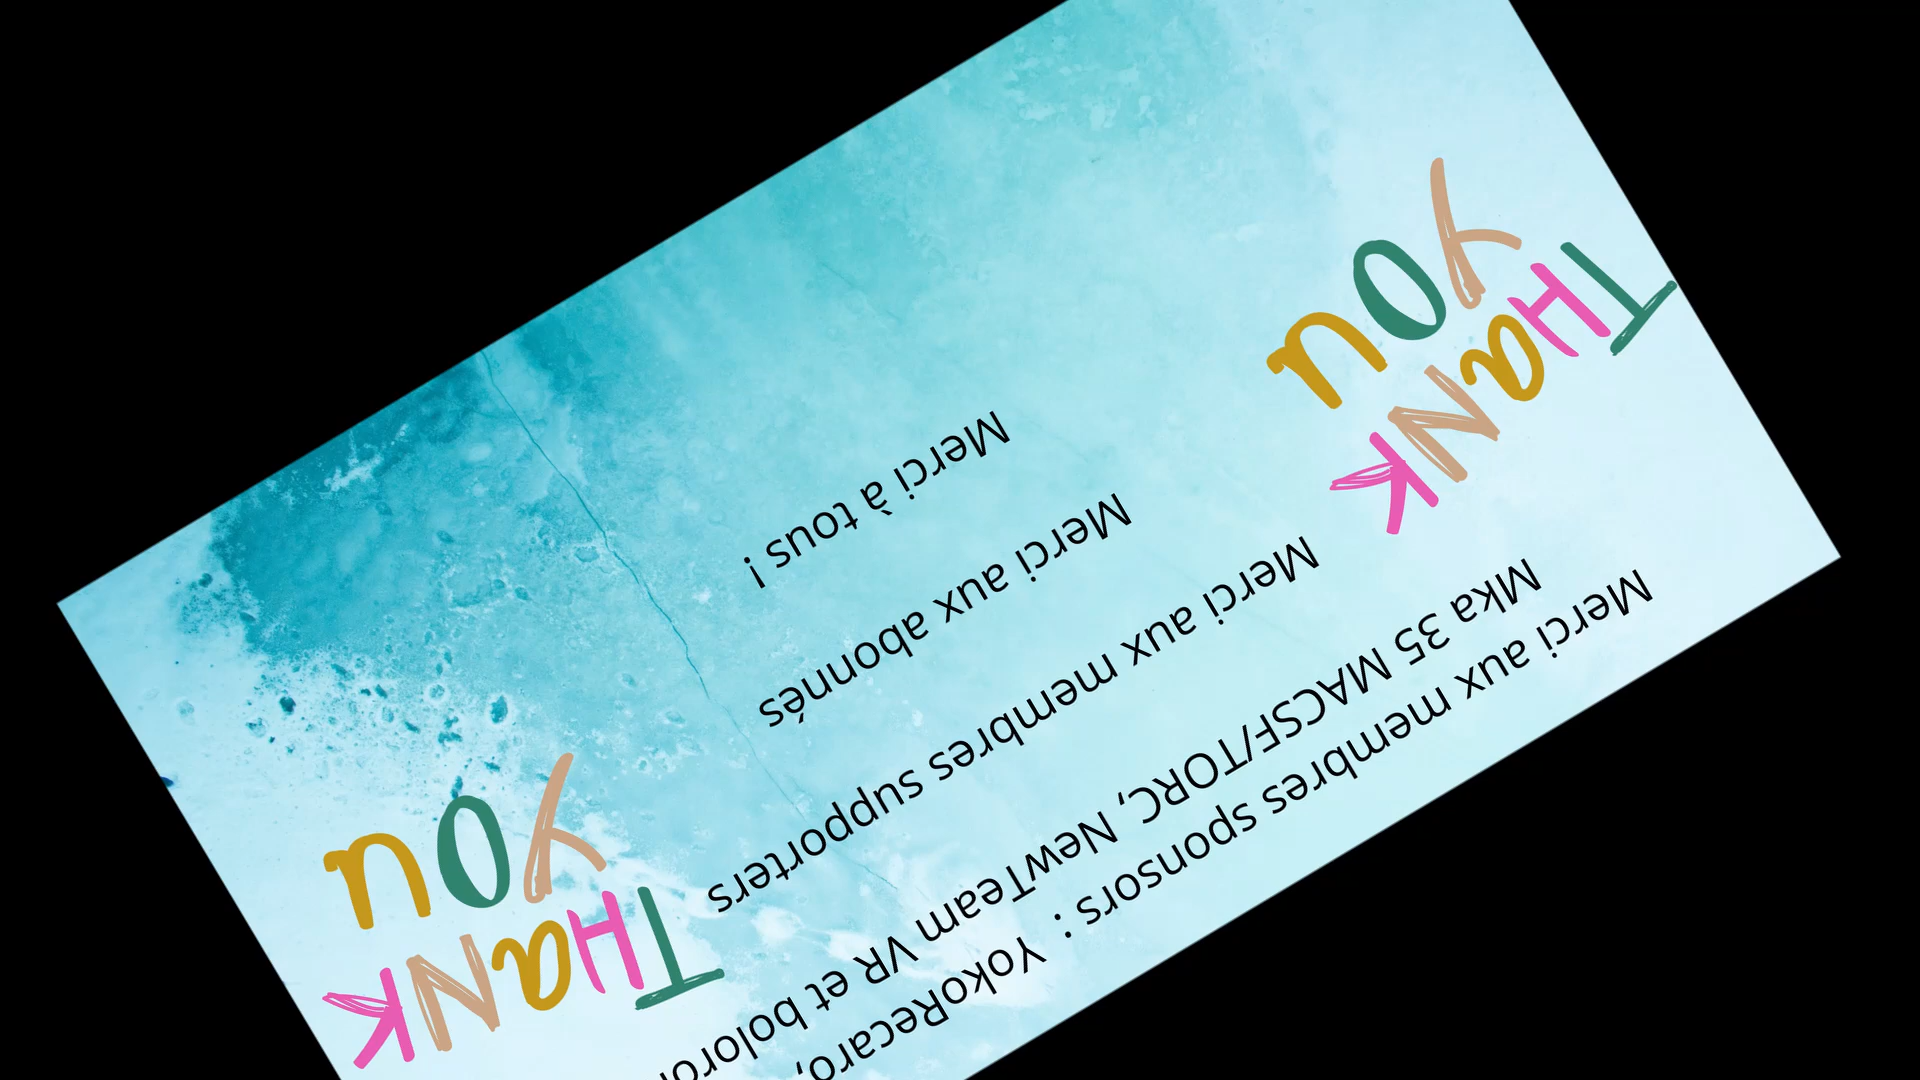 Merci aux membres sponsors : YokoRecaro,
Mka 35 MACSF/TORC, NewTeam VR et
Merci aux membres supporters
Merci aux abonnés
Merci à tous !
THaNK
YOu
THaNK
YOu